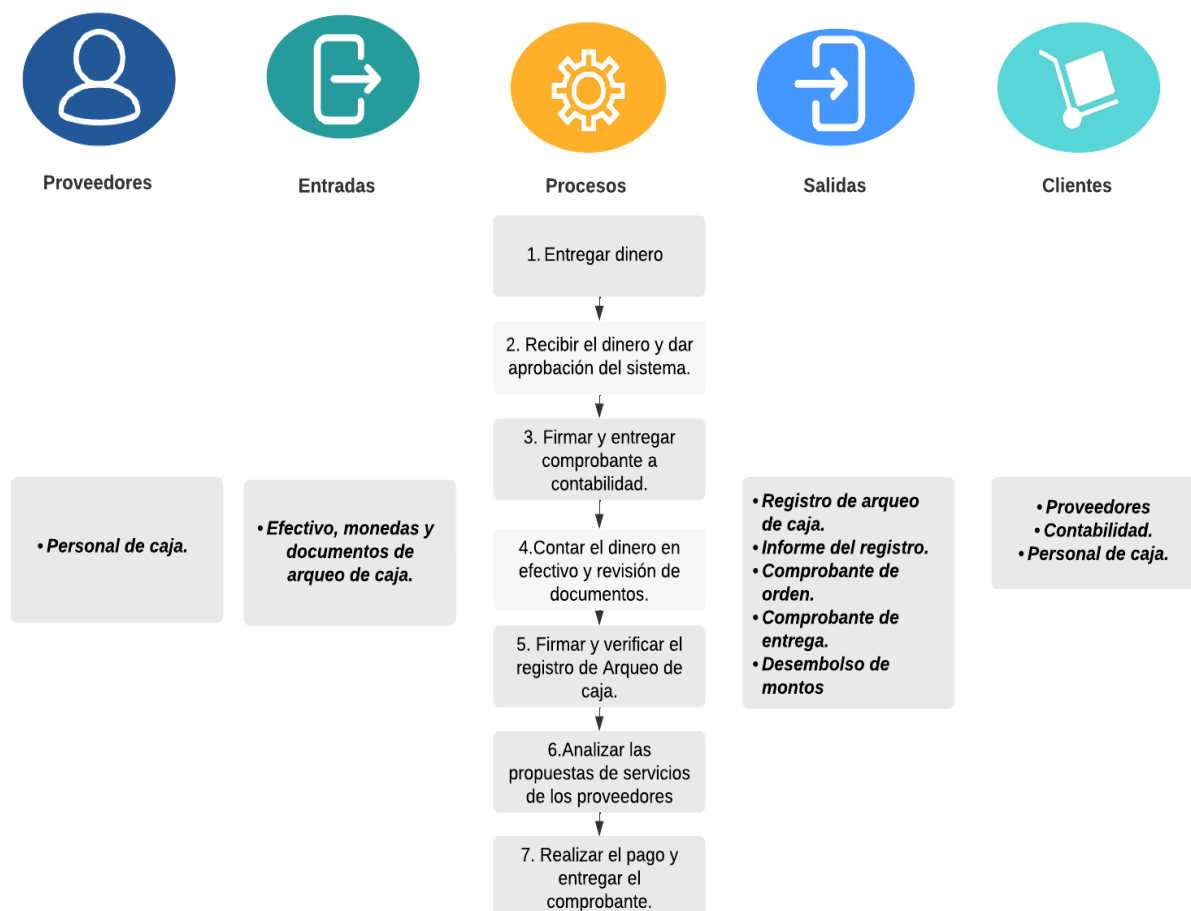 Proveedores
Entradas
Procesos
Salidas
Clientes
1. Entregar dinero
2. Recibir el dinero y dar
aprobación del sistema.
3. Firmar y entregar
comprobante a
contabilidad.
4.Contar el dinero en
efectivo y revisión de
documentos.
5. Firmar y verificar el
registro de Arqueo de
caja.
6.Analizar las
propuestas de servicios
de los proveedores
7. Realizar el pago y
entregar el
comprobante.
• Personal de caja.
• Efectivo, monedas y
documentos de
arqueo de caja.
• Registro de arqueo
de caja.
• Informe del registro.
• Comprobante de
orden.
• Comprobante de
entrega.
• Desembolso de
montos
• Proveedores
• Contabilidad.
• Personal de caja.